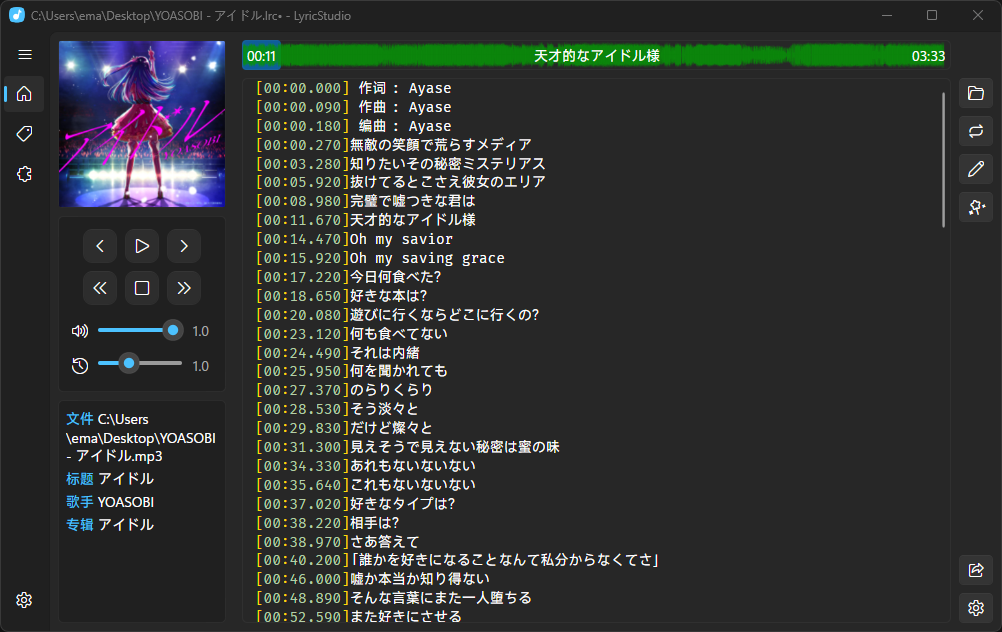 C:\Users\ema\Desktop\YOASOBI - アイドル.lrc• - LyricStudio
00:11 天才的なアイドル様 03:33
アイドル
1.0
1.0
文件 C:\Users
\ema\Desktop\YOASOBI
- アイドル.mp3
标题 アイドル
歌手 YOASOBI
专辑 アイドル
[00:00.000] 作词 : Ayase
[00:00.090] 作曲 : Ayase
[00:00.180] 编曲 : Ayase
[00:00.270]無敵の笑顔で荒らすメディア
[00:03.280]知りたいその秘密ミステリアス
[00:05.920]抜けてるとこさえ彼女のエリア
[00:08.980]完璧で嘘つきな君は
[00:11.670]天才的なアイドル様
[00:14.470]Oh my savior
[00:15.920]Oh my saving grace
[00:17.220]今日何食べた?
[00:18.650]好きな本は?
[00:20.080]遊びに行くならどこに行くの?
[00:23.120]何も食べてない
[00:24.490]それは内緒
[00:25.950]何を聞かれても
[00:27.370]のらりくらり
[00:28.530]そう淡々と
[00:29.830]だけど燦々と
[00:31.300]見えそうで見えない秘密は蜜の味
[00:34.330]あれもないないない
[00:35.640]これもないないない
[00:37.020]好きなタイプは?
[00:38.220]相手は?
[00:38.970]さあ答えて
[00:40.200]「誰かを好きになることなんて私分からなくてさ」
[00:46.000]嘘か本当か知り得ない
[00:48.890]そんな言葉にまた一人堕ちる
[00:52.590]また好きにさせる